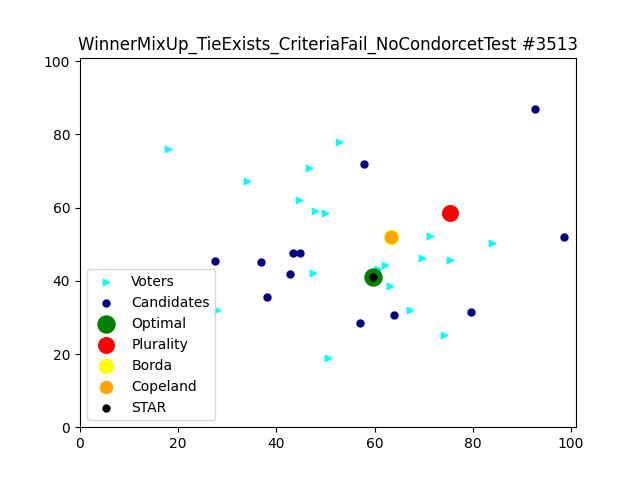 WinnerMixUp_TieExists_CriteriaFail_NoCondorcetTest #3513
100
80
60
40
20
0
Voters
Candidates
Optimal
Plurality
Borda
Copeland
STAR
0 20 40 60 80 100